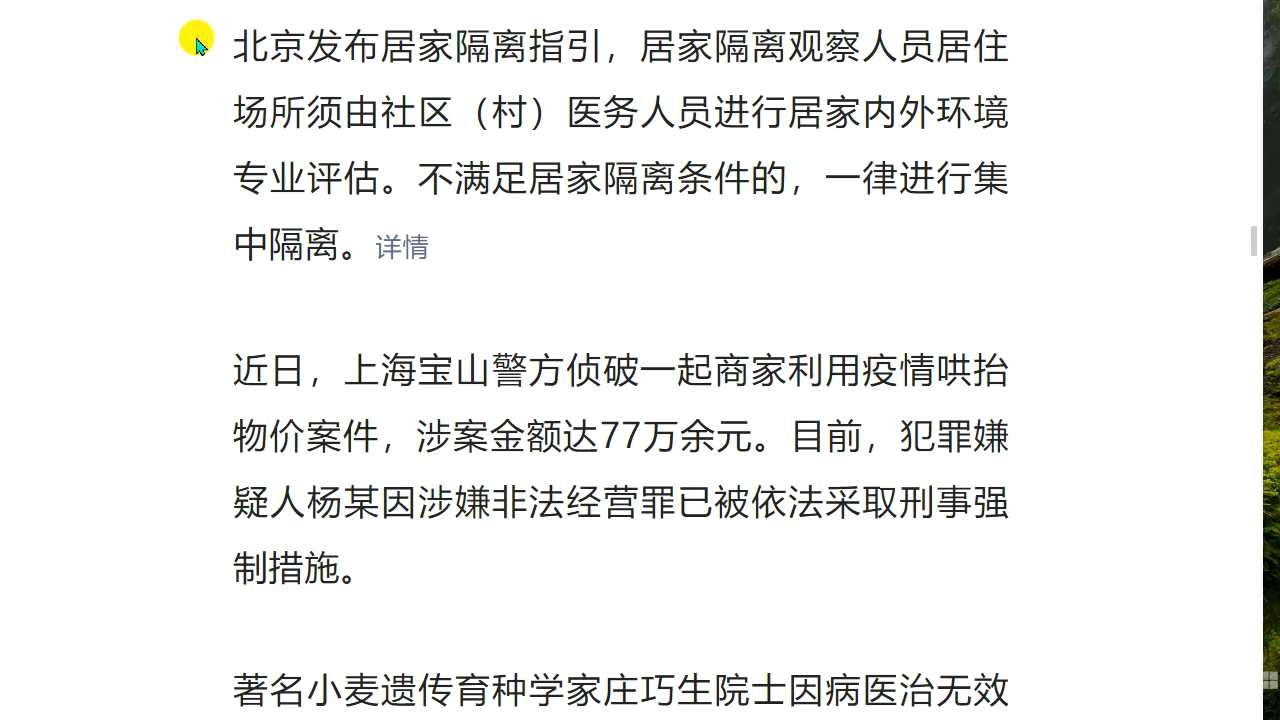 北京发布居家隔离指引，居家隔离观察人员居住
场所须由社区（村）医务人员进行居家内外环境
专业评估。不满足居家隔离条件的，一律进行集
中隔离。详情
近日，上海宝山警方侦破一起商家利用疫情哄抬
物价案件，涉案金额达77万余元。目前，犯罪嫌
疑人杨某因涉嫌非法经营罪已被依法采取刑事强
制措施。
著名小麦遗传育种学家庄巧生院士因病医治无效